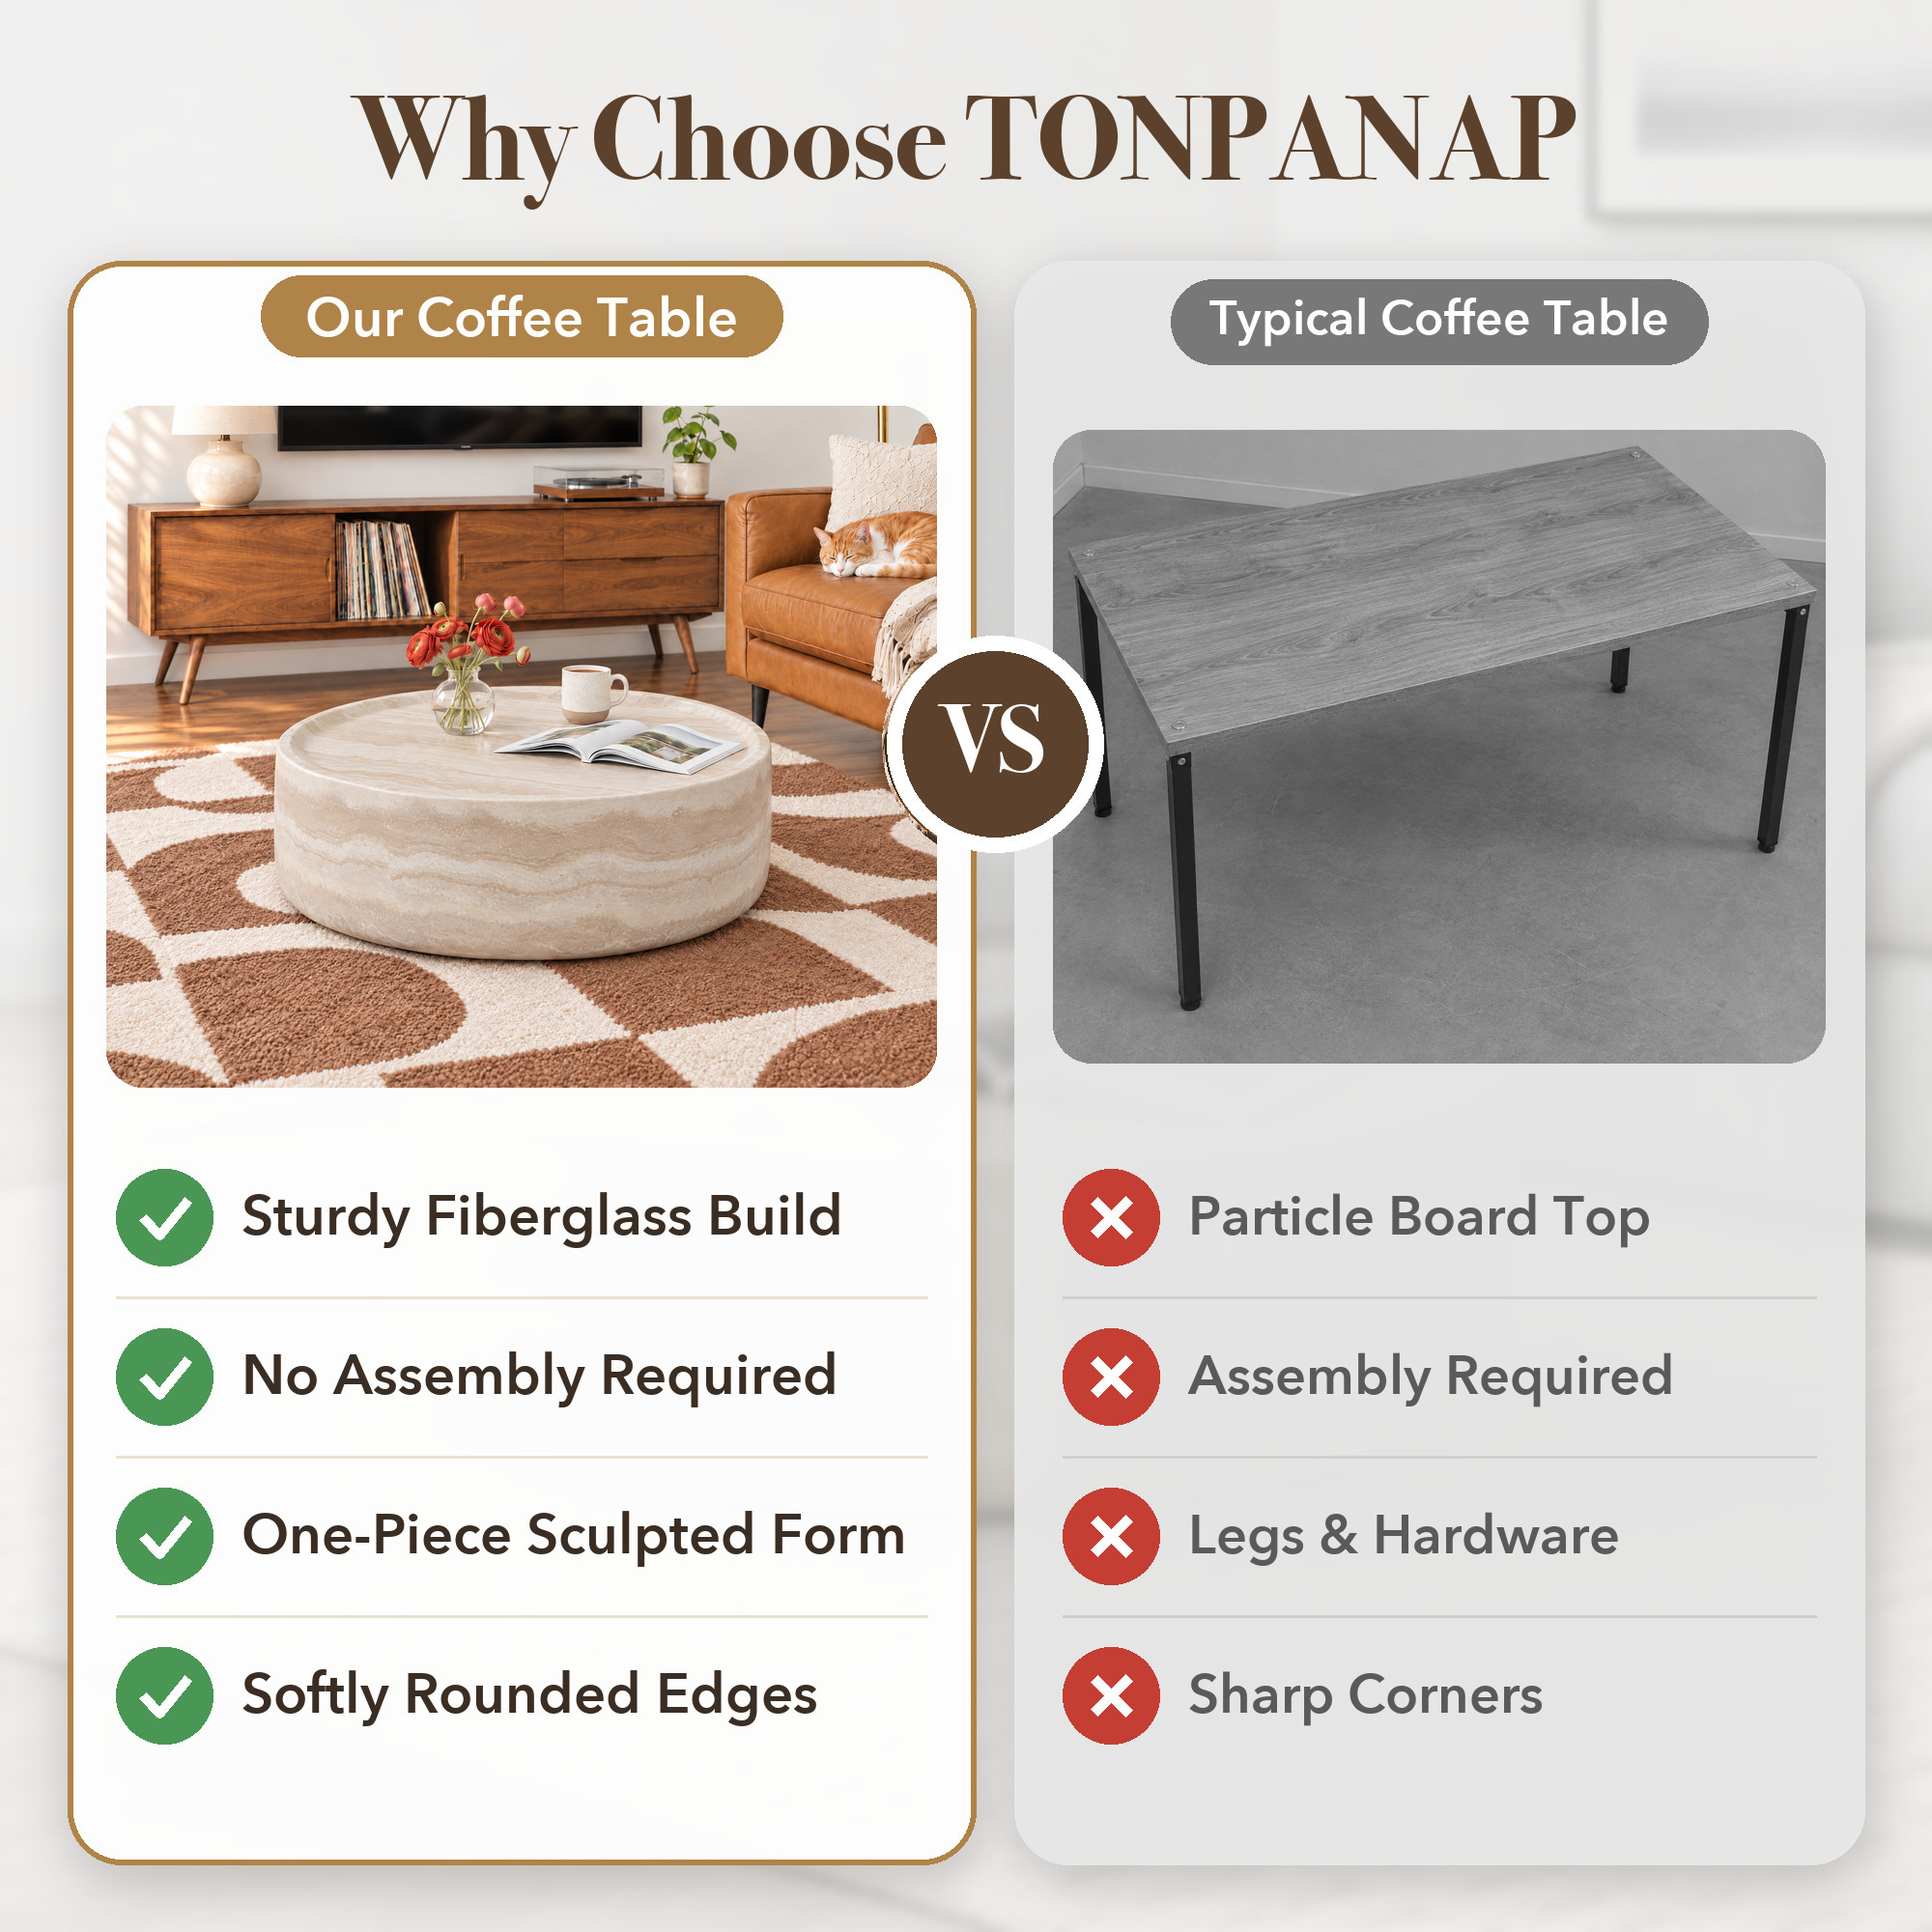 Why Choose TONPANAP
Our Coffee Table
Typical Coffee Table
VS
Sturdy Fiberglass Build
No Assembly Required
One-Piece Sculpted Form
Softly Rounded Edges
Particle Board Top
Assembly Required
Legs & Hardware
Sharp Corners